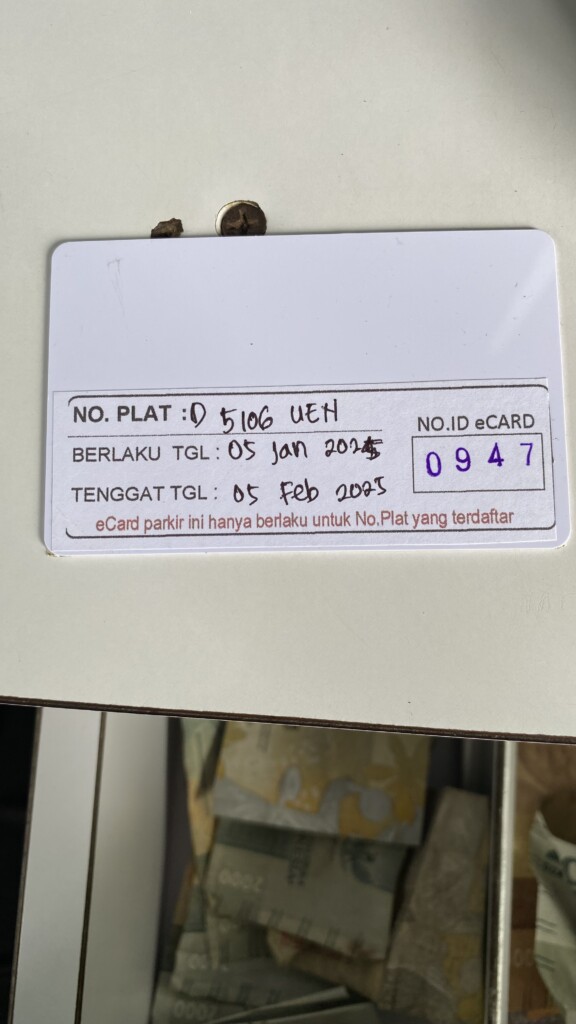 NO. PLAT : D 5106 UEH
BERLAKU TGL : 05 Jan 2025
TENGGAT TGL : 05 Feb 2025
NO.ID eCARD
0947
eCard parkir ini hanya berlaku untuk No.Plat yang terdaftar
2000